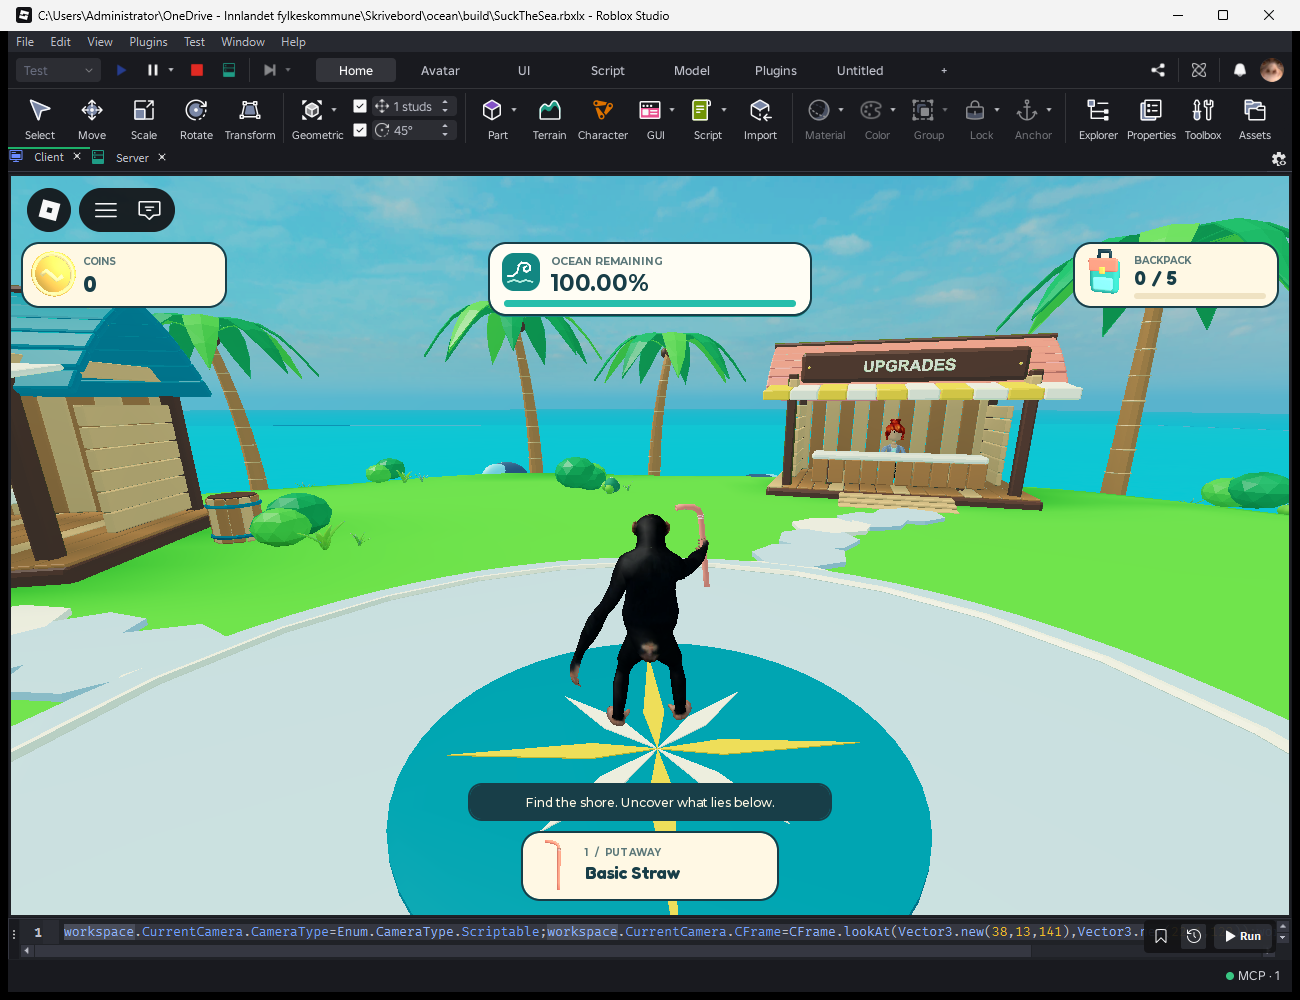 C:\Users\Administrator\OneDrive - Innlandet fylkeskommune\Skrivebord\ocean\build\SuckTheSea.rbxlx - Roblox Studio
File Edit View Plugins Test Window Help
Test Home Avatar UI Script Model Plugins Untitled +
1 studs
45°
Select Move Scale Rotate Transform Geometric Part Terrain Character GUI Script Import Material Color Group Lock Anchor Explorer Properties Toolbox Assets
Client Server
COINS
0
OCEAN REMAINING
100.00%
BACKPACK
0 / 5
UPGRADES
Find the shore. Uncover what lies below.
1 / PUT AWAY
Basic Straw
1 workspace.CurrentCamera.CameraType=Enum.CameraType.Scriptable;workspace.CurrentCamera.CFrame=CFrame.lookAt(Vector3.new(38,13,141),Vector3. Run
MCP · 1